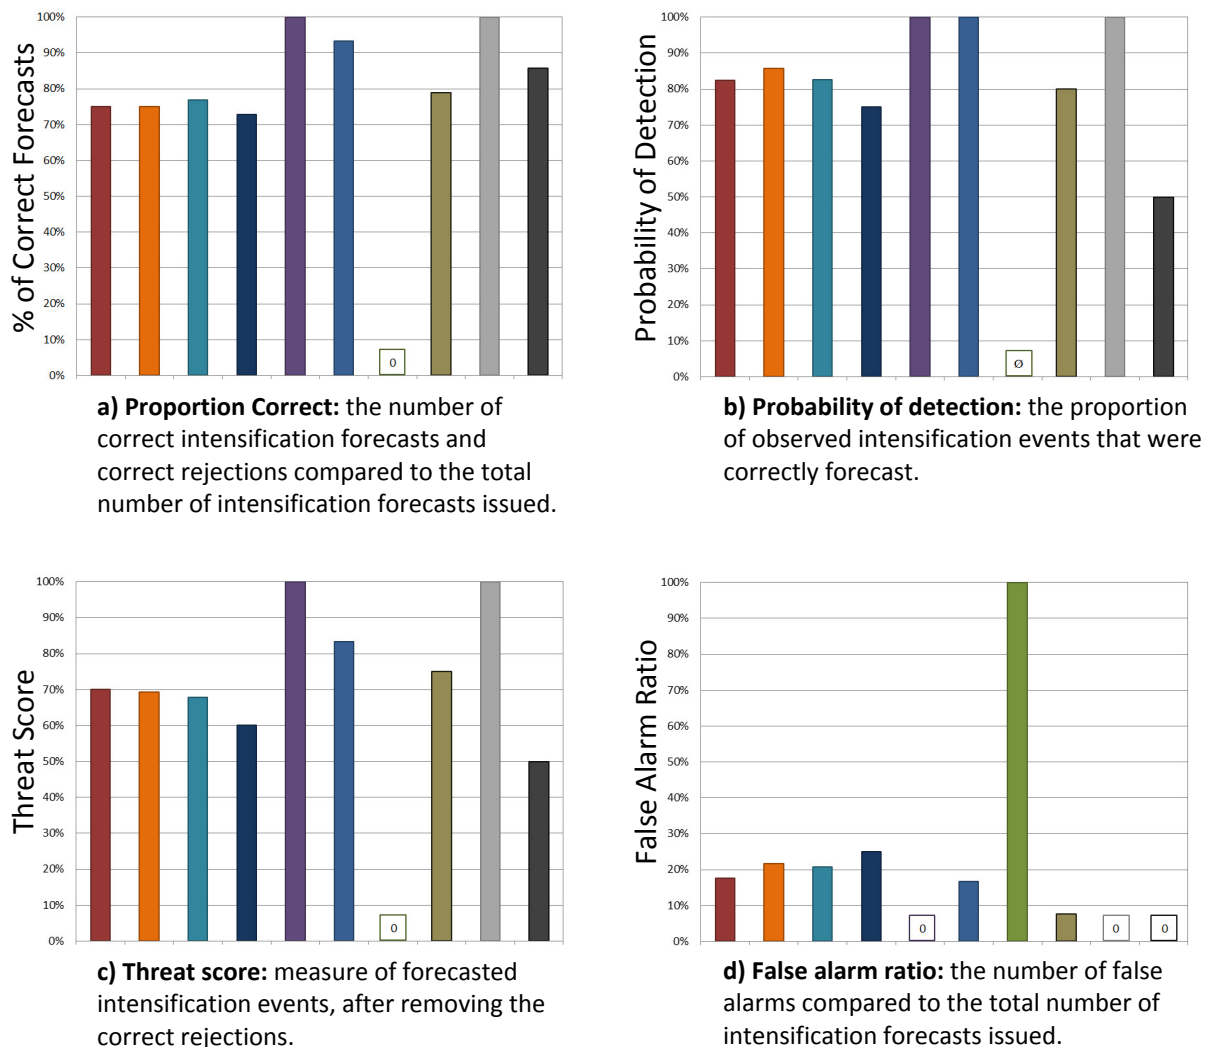 % of Correct Forecasts
100%
90%
80%
70%
60%
50%
40%
30%
20%
10%
0%
0
a) Proportion Correct: the number of
correct intensification forecasts and
correct rejections compared to the total
number of intensification forecasts issued.
Probability of Detection
100%
90%
80%
70%
60%
50%
40%
30%
20%
10%
0%
Ø
b) Probability of detection: the proportion
of observed intensification events that were
correctly forecast.
Threat Score
100%
90%
80%
70%
60%
50%
40%
30%
20%
10%
0%
0
c) Threat score: measure of forecasted
intensification events, after removing the
correct rejections.
False Alarm Ratio
100%
90%
80%
70%
60%
50%
40%
30%
20%
10%
0%
0 0 0
d) False alarm ratio: the number of false
alarms compared to the total number of
intensification forecasts issued.